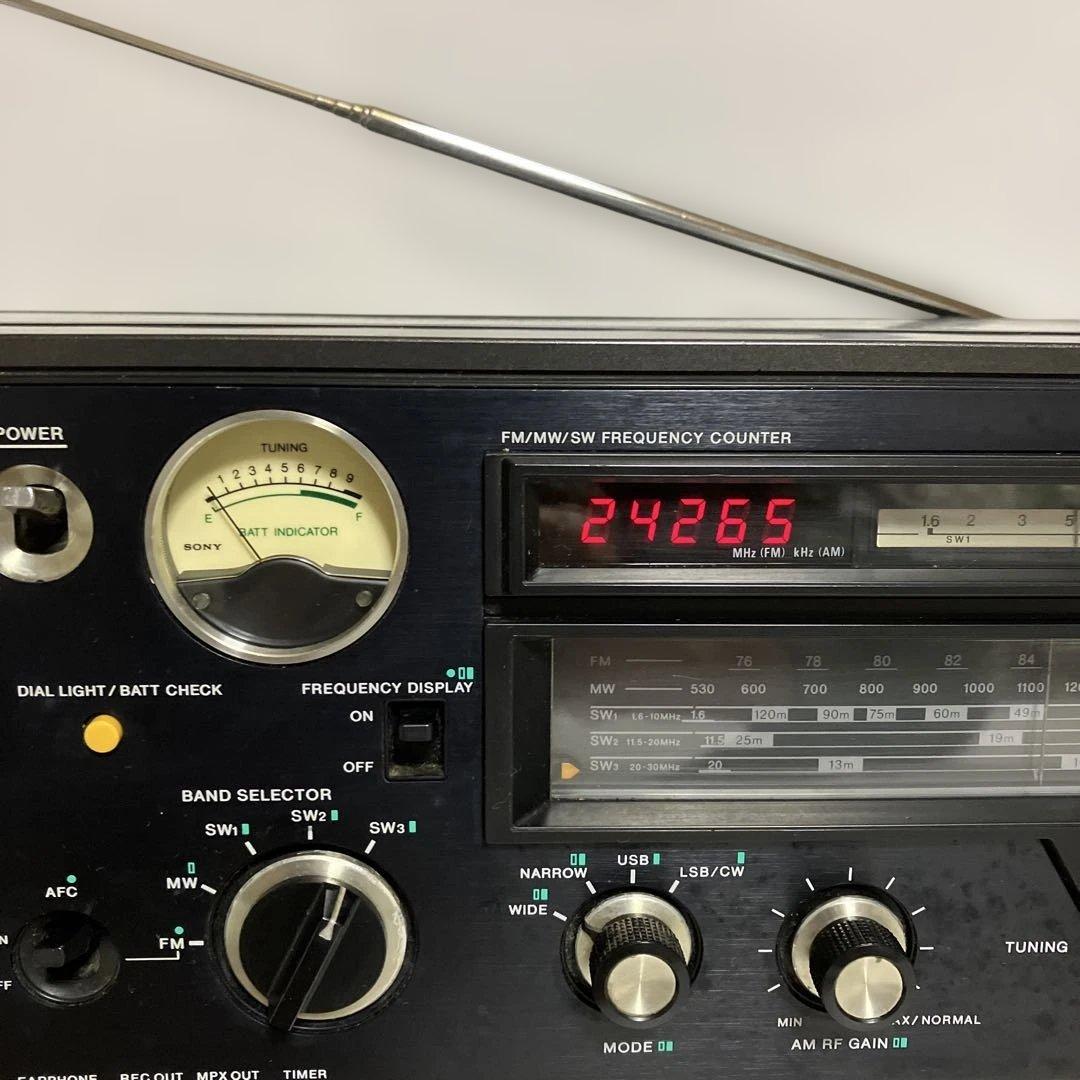 POWER
TUNING
1 2 3 4 5 6 7 8 9
E F
BATT INDICATOR
SONY
FM/MW/SW FREQUENCY COUNTER
24265
MHz (FM) kHz (AM)
1.6 2 3 5
SW1
DIAL LIGHT/BATT CHECK
FREQUENCY DISPLAY
ON
OFF
FM 76 78 80 82 84
MW 530 600 700 800 900 1000 1100
SW1 1.6-10MHz 1.6 120m 90m 75m 60m 49m
SW2 11.5-20MHz 11.5 25m 19m
SW3 20-30MHz 20 13m
BAND SELECTOR
SW1 SW2 SW3
MW
FM
AFC
NARROW USB LSB/CW
WIDE
MODE
TUNING
MIN
AX/NORMAL
AM RF GAIN
EARPHONE REC OUT MPX OUT TIMER